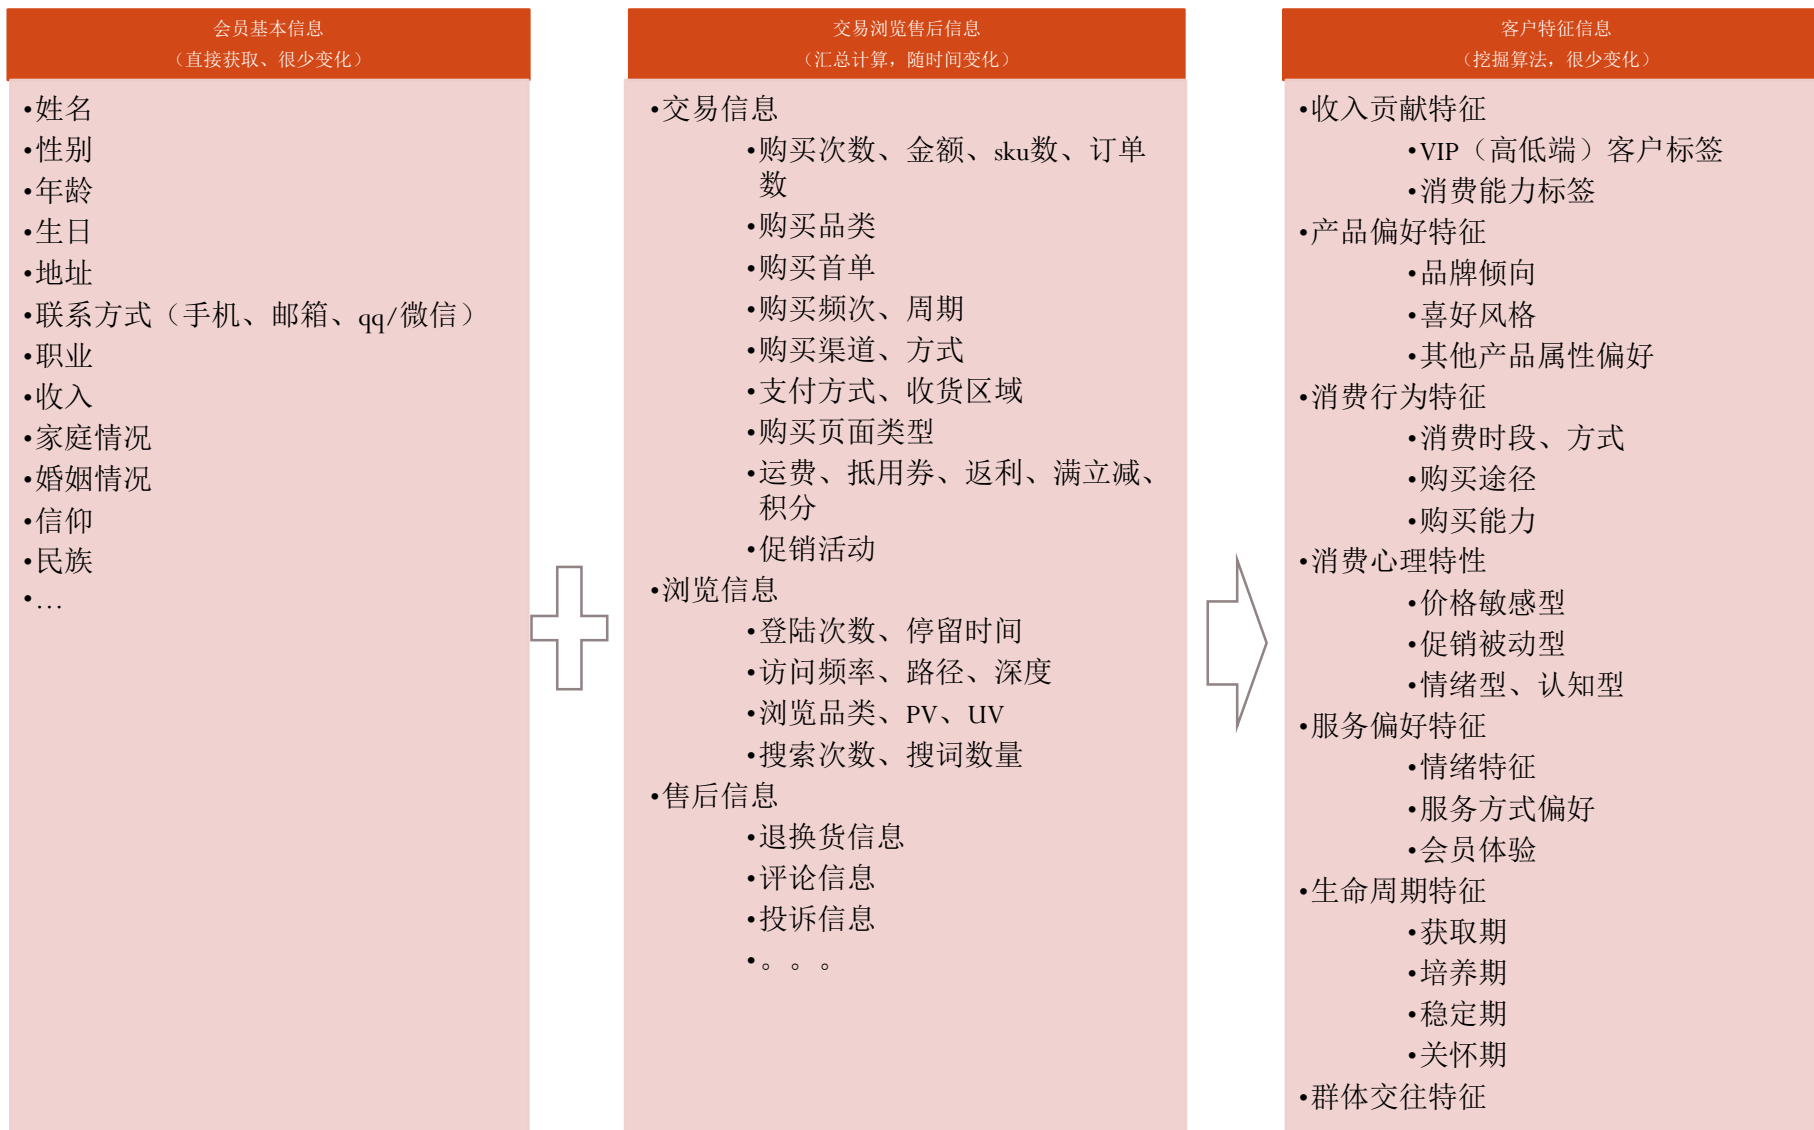 会员基本信息
（直接获取、很少变化）
•姓名
•性别
•年龄
•生日
•地址
•联系方式（手机、邮箱、qq/微信）
•职业
•收入
•家庭情况
•婚姻情况
•信仰
•民族
•…
交易浏览售后信息
（汇总计算，随时间变化）
•交易信息
•购买次数、金额、sku数、订单
数
•购买品类
•购买首单
•购买频次、周期
•购买渠道、方式
•支付方式、收货区域
•购买页面类型
•运费、抵用券、返利、满立减、
积分
•促销活动
•浏览信息
•登陆次数、停留时间
•访问频率、路径、深度
•浏览品类、PV、UV
•搜索次数、搜词数量
•售后信息
•退换货信息
•评论信息
•投诉信息
•。。。
客户特征信息
（挖掘算法，很少变化）
•收入贡献特征
•VIP（高低端）客户标签
•消费能力标签
•产品偏好特征
•品牌倾向
•喜好风格
•其他产品属性偏好
•消费行为特征
•消费时段、方式
•购买途径
•购买能力
•消费心理特性
•价格敏感型
•促销被动型
•情绪型、认知型
•服务偏好特征
•情绪特征
•服务方式偏好
•会员体验
•生命周期特征
•获取期
•培养期
•稳定期
•关怀期
•群体交往特征